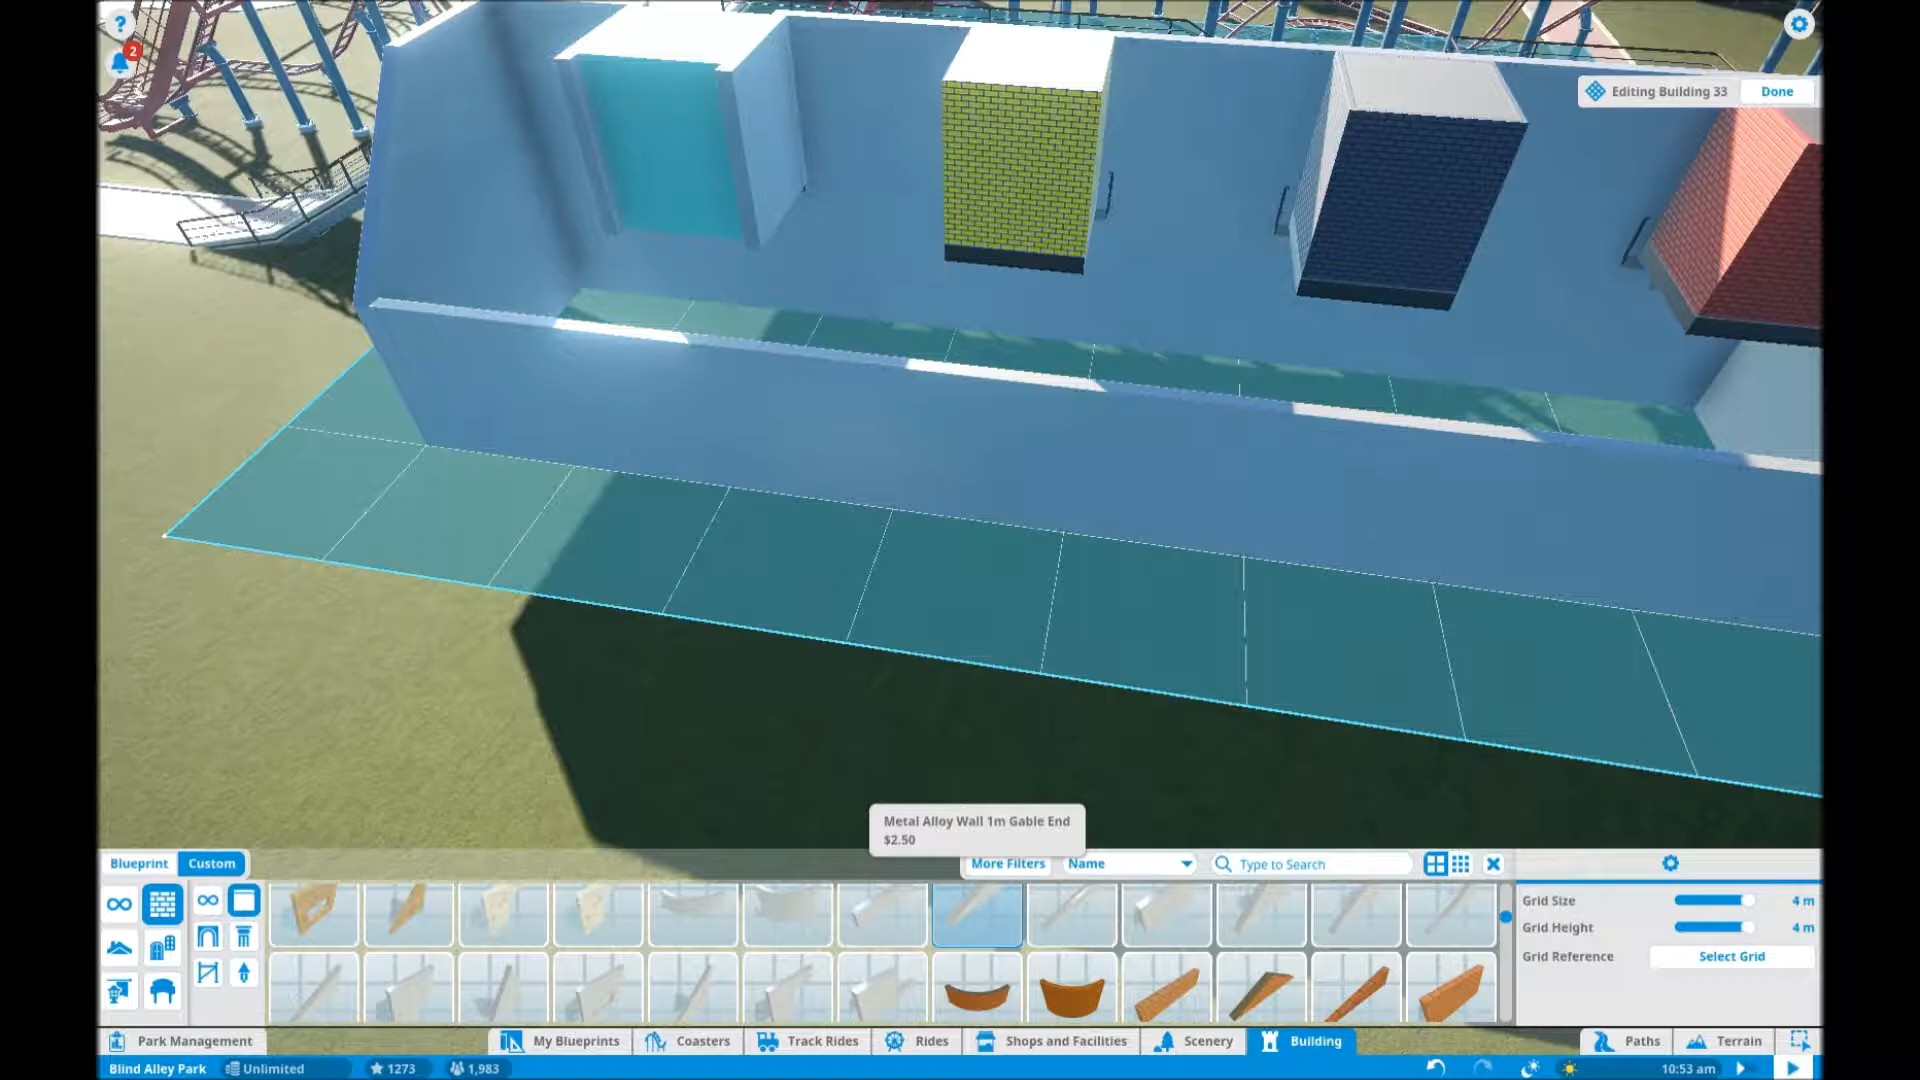 ?
2
Editing Building 33
Done
Metal Alloy Wall 1m Gable End
$2.50
Blueprint
Custom
More Filters
Name
Type to Search
Grid Size
4 m
Grid Height
4 m
Grid Reference
Select Grid
Park Management
My Blueprints
Coasters
Track Rides
Rides
Shops and Facilities
Scenery
Building
Paths
Terrain
Blind Alley Park
Unlimited
1273
1,983
10:53 am